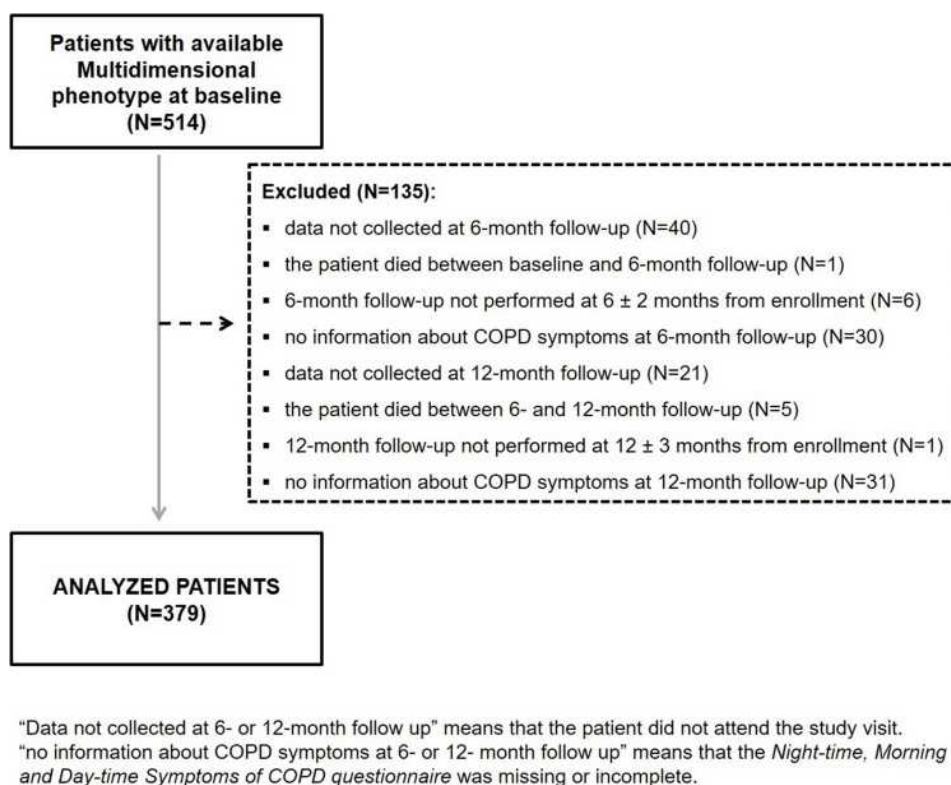 Patients with available
Multidimensional
phenotype at baseline
(N=514)
Excluded (N=135):
▪ data not collected at 6-month follow-up (N=40)
▪ the patient died between baseline and 6-month follow-up (N=1)
▪ 6-month follow-up not performed at 6 ± 2 months from enrollment (N=6)
▪ no information about COPD symptoms at 6-month follow-up (N=30)
▪ data not collected at 12-month follow-up (N=21)
▪ the patient died between 6- and 12-month follow-up (N=5)
▪ 12-month follow-up not performed at 12 ± 3 months from enrollment (N=1)
▪ no information about COPD symptoms at 12-month follow-up (N=31)
ANALYZED PATIENTS
(N=379)
“Data not collected at 6- or 12-month follow up” means that the patient did not attend the study visit.
“no information about COPD symptoms at 6- or 12- month follow up” means that the Night-time, Morning
and Day-time Symptoms of COPD questionnaire was missing or incomplete.